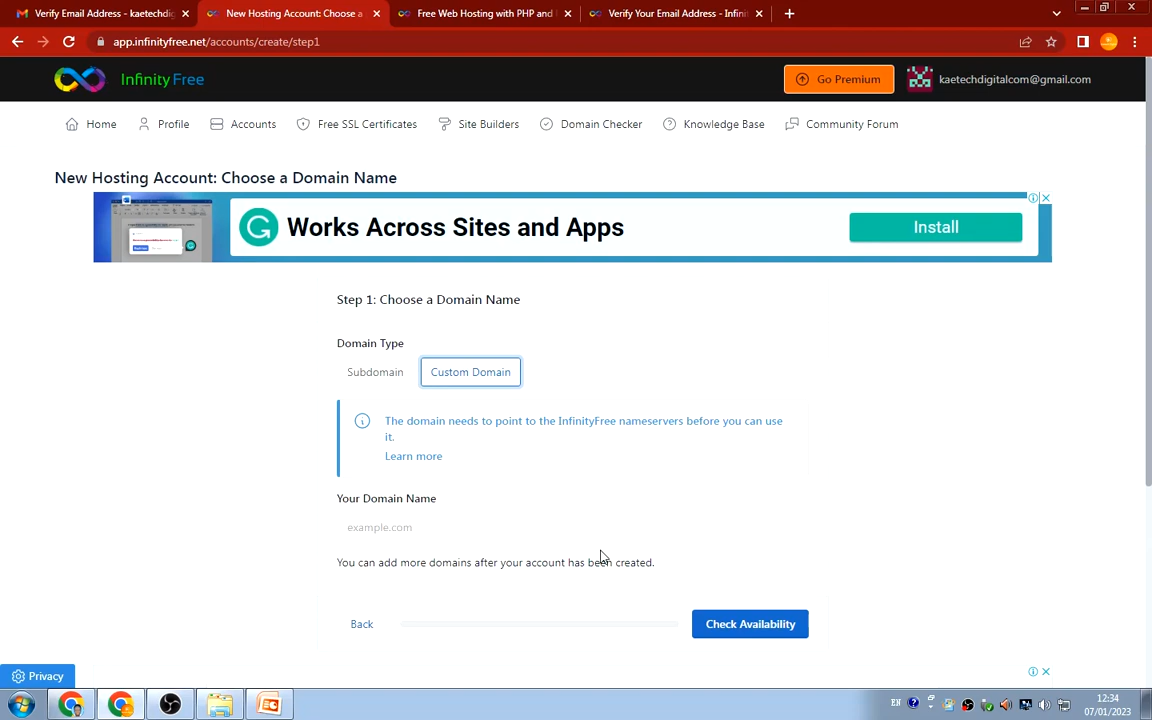 Verify Email Address - kaetechdig
New Hosting Account: Choose a
Free Web Hosting with PHP and
Verify Your Email Address - Infini
app.infinityfree.net/accounts/create/step1
Infinity Free
Go Premium
kaetechdigitalcom@gmail.com
Home
Profile
Accounts
Free SSL Certificates
Site Builders
Domain Checker
Knowledge Base
Community Forum
New Hosting Account: Choose a Domain Name
Works Across Sites and Apps
Install
Step 1: Choose a Domain Name
Domain Type
Subdomain
Custom Domain
The domain needs to point to the InfinityFree nameservers before you can use
it.
Learn more
Your Domain Name
example.com
You can add more domains after your account has been created.
Back
Check Availability
Privacy
EN
12:34
07/01/2023